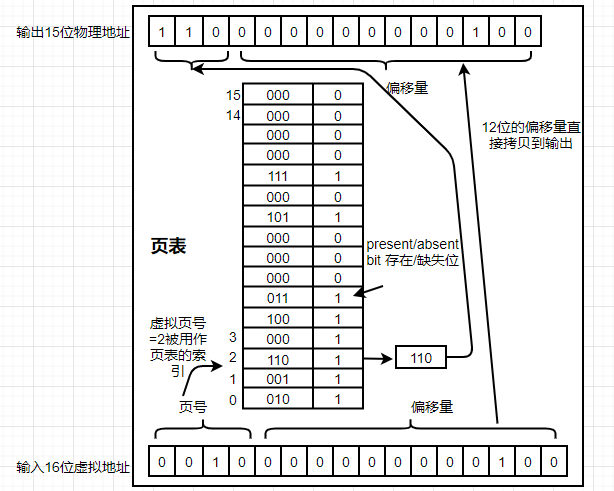 输出15位物理地址
1 1 0 0 0 0 0 0 0 0 0 0 1 0 0
偏移量
12位的偏移量直
接拷贝到输出
15 000 0
14 000 0
000 0
000 0
111 1
000 0
101 1
000 0
000 0
000 0
011 1
100 1
3 000 1
2 110 1
1 001 1
0 010 1
页表
present/absent
bit 存在/缺失位
虚拟页号
=2被用作
页表的索
引
110
页号
偏移量
输入16位虚拟地址
0 0 1 0 0 0 0 0 0 0 0 0 0 1 0 0